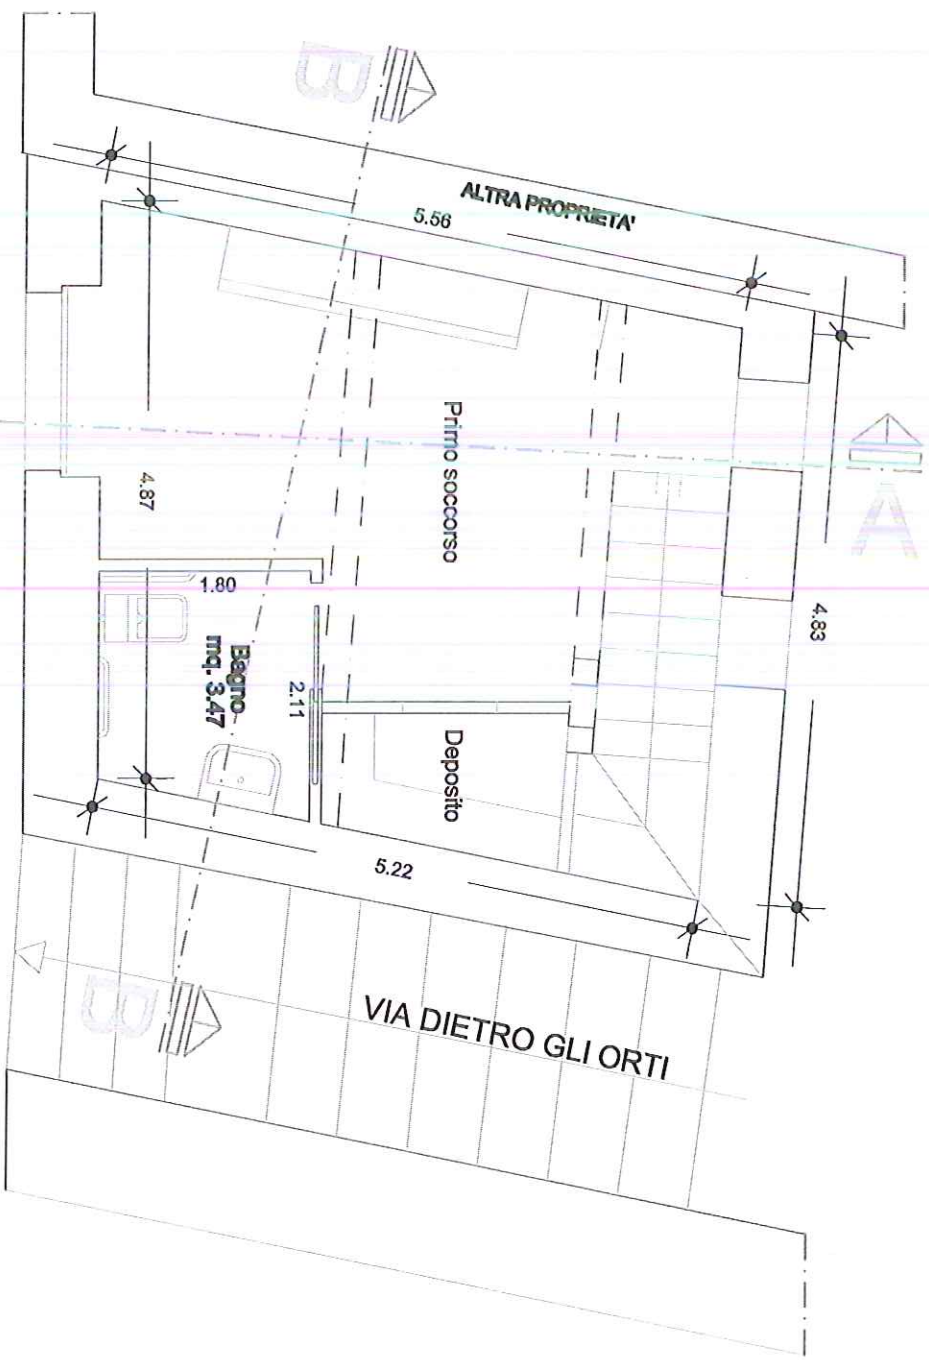 B
ALTRA PROPRIETA'
5.56
A
4.83
Primo soccorso
4.87
1.80
Bagno
mq. 3.47
2.11
Deposito
5.22
B
VIA DIETRO GLI ORTI